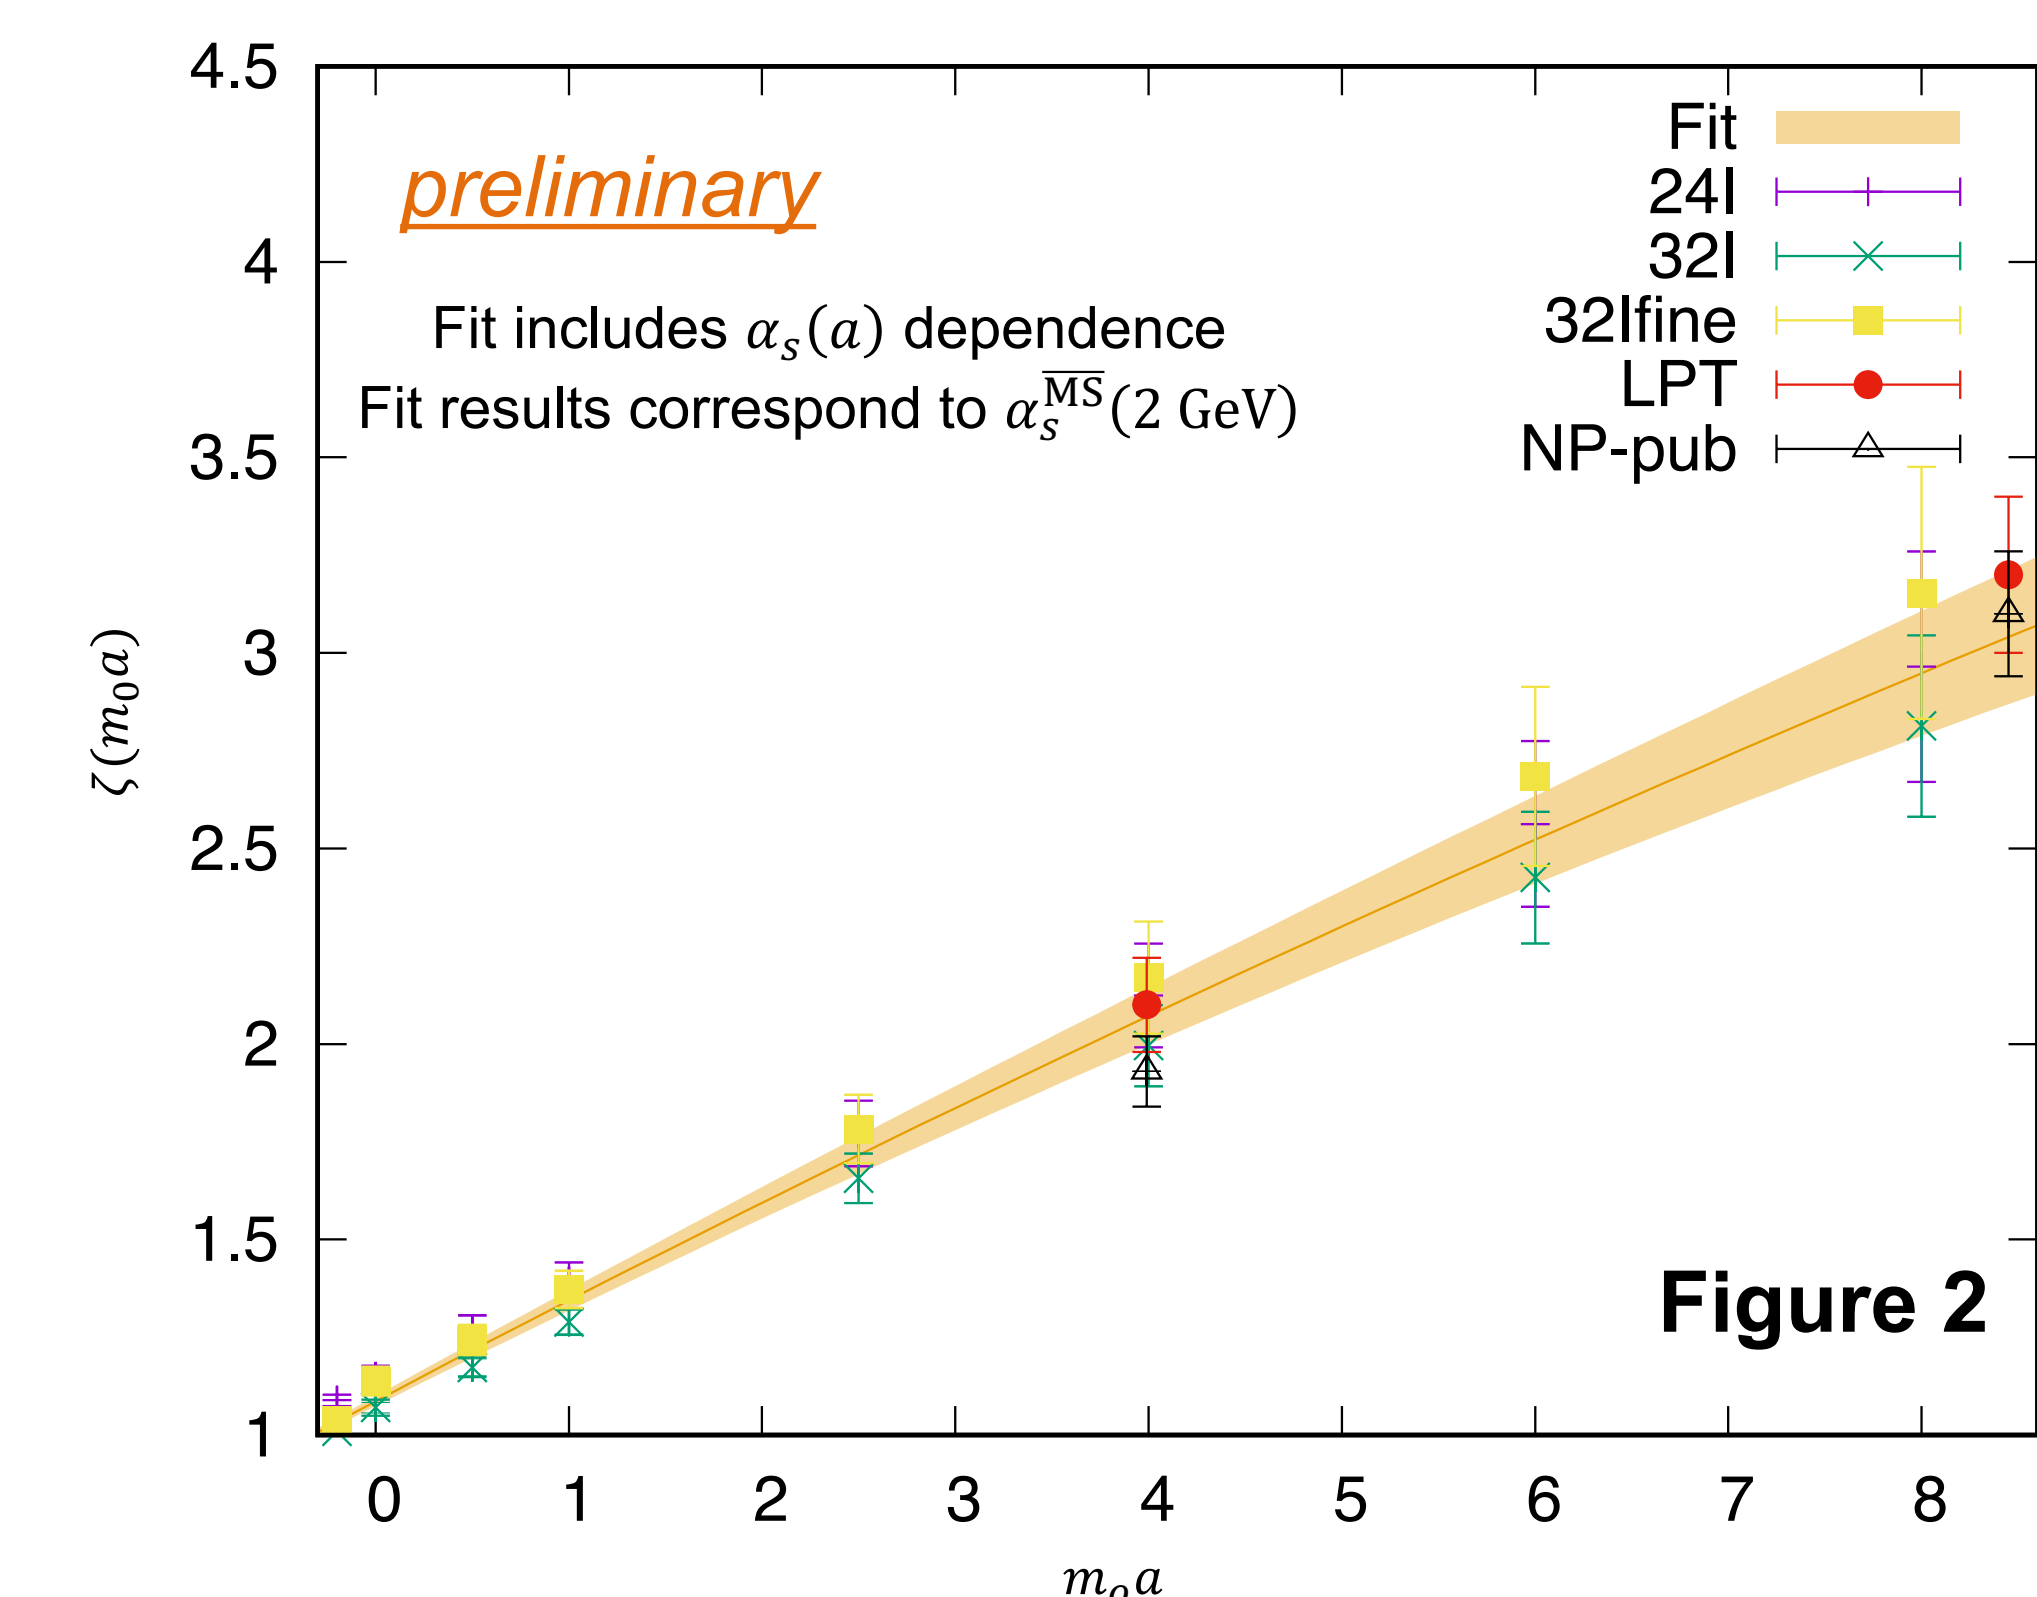 4.5
4
3.5
3
2.5
2
1.5
1
ζ(m₀a)
preliminary
Fit includes αₛ(a) dependence
Fit results correspond to αₛ^M̅S̅(2 GeV)
Fit
24I
32I
32Ifine
LPT
NP-pub
Figure 2
0 1 2 3 4 5 6 7 8
m₀a